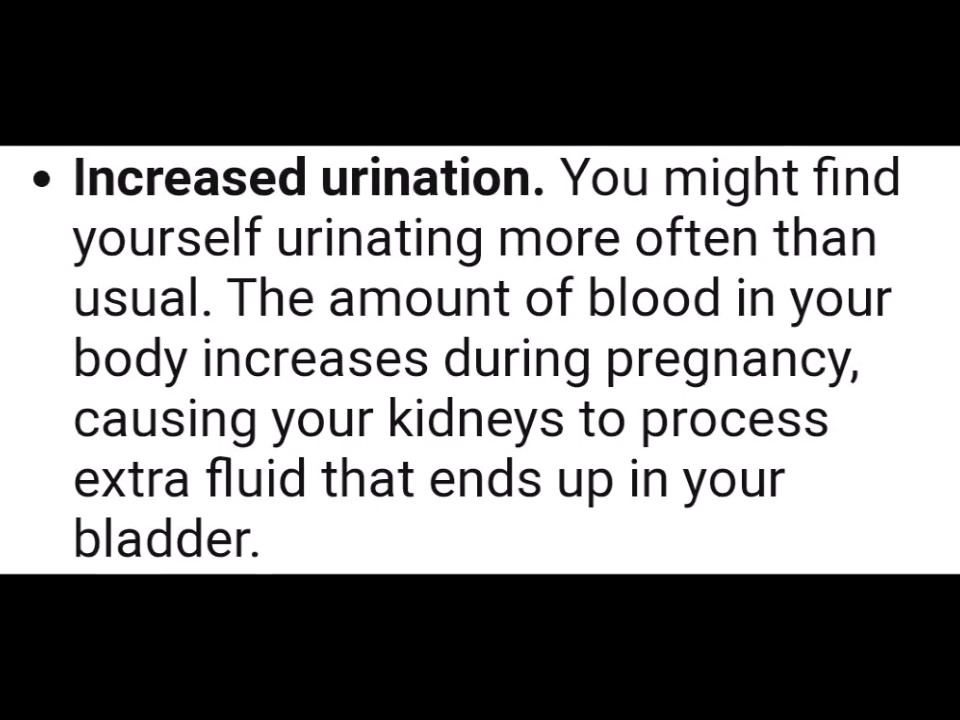 • Increased urination. You might find
yourself urinating more often than
usual. The amount of blood in your
body increases during pregnancy,
causing your kidneys to process
extra fluid that ends up in your
bladder.